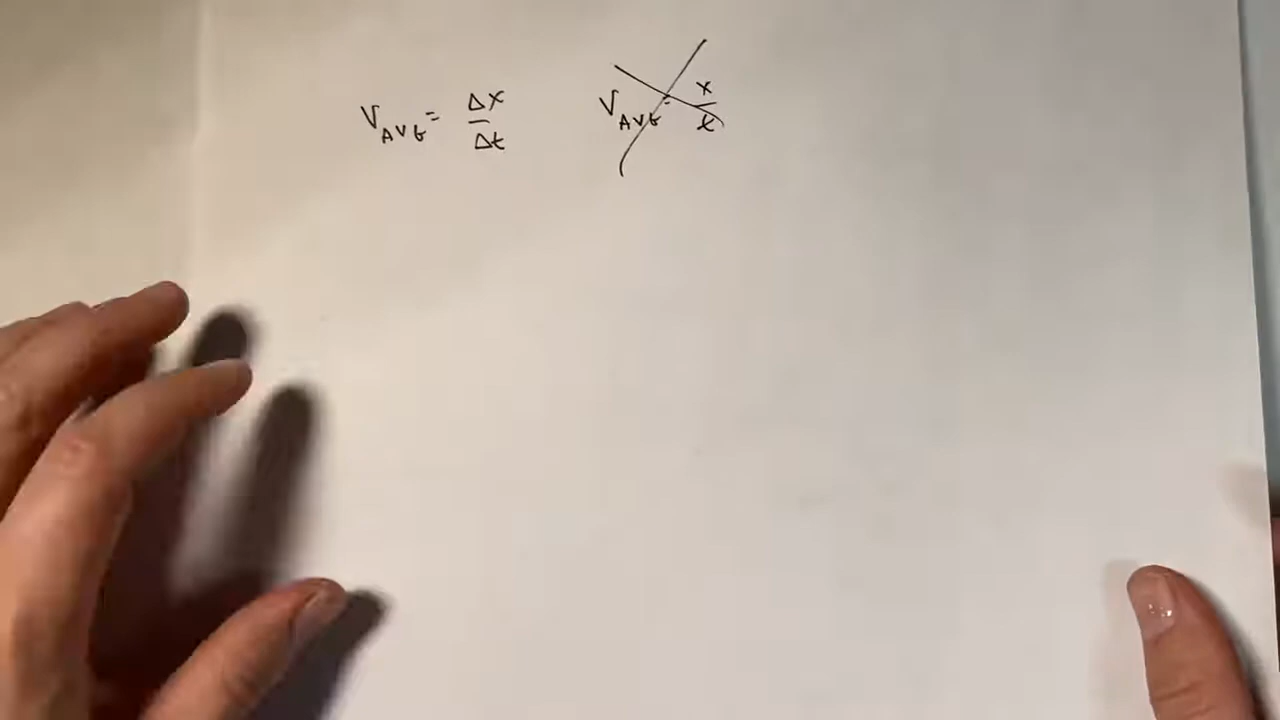 V_AVG = Δx/Δt
V_AVG = x/t